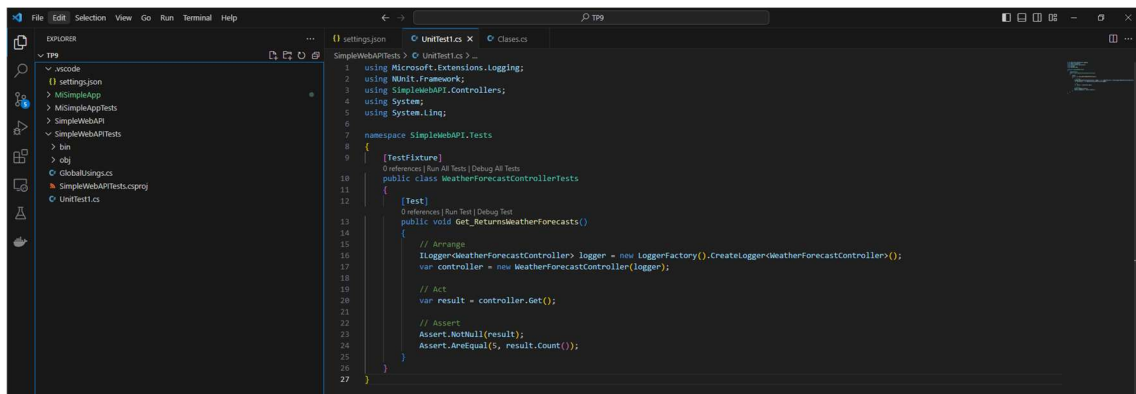 File Edit Selection View Go Run Terminal Help
TP9
EXPLORER
TP9
.vscode
settings.json
MiSimpleApp
MiSimpleAppTests
SimpleWebAPI
SimpleWebAPITests
bin
obj
GlobalUsings.cs
SimpleWebAPITests.csproj
UnitTest1.cs
settings.json UnitTest1.cs Clases.cs
SimpleWebAPITests > UnitTest1.cs > ...
1 using Microsoft.Extensions.Logging;
2 using NUnit.Framework;
3 using SimpleWebAPI.Controllers;
4 using System;
5 using System.Linq;
6
7 namespace SimpleWebAPI.Tests
8 {
9 [TestFixture]
0 references | Run All Tests | Debug All Tests
10 public class WeatherForecastControllerTests
11 {
12 [Test]
0 references | Run Test | Debug Test
13 public void Get_ReturnsWeatherForecasts()
14 {
15 // Arrange
16 ILogger<WeatherForecastController> logger = new LoggerFactory().CreateLogger<WeatherForecastController>();
17 var controller = new WeatherForecastController(logger);
18
19 // Act
20 var result = controller.Get();
21
22 // Assert
23 Assert.NotNull(result);
24 Assert.AreEqual(5, result.Count());
25 }
26 }
27 }